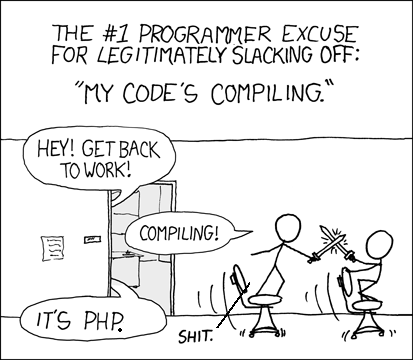 THE #1 PROGRAMMER EXCUSE
FOR LEGITIMATELY SLACKING OFF:
"MY CODE'S COMPILING."
HEY! GET BACK
TO WORK!
COMPILING!
IT'S PHP.
SHIT.